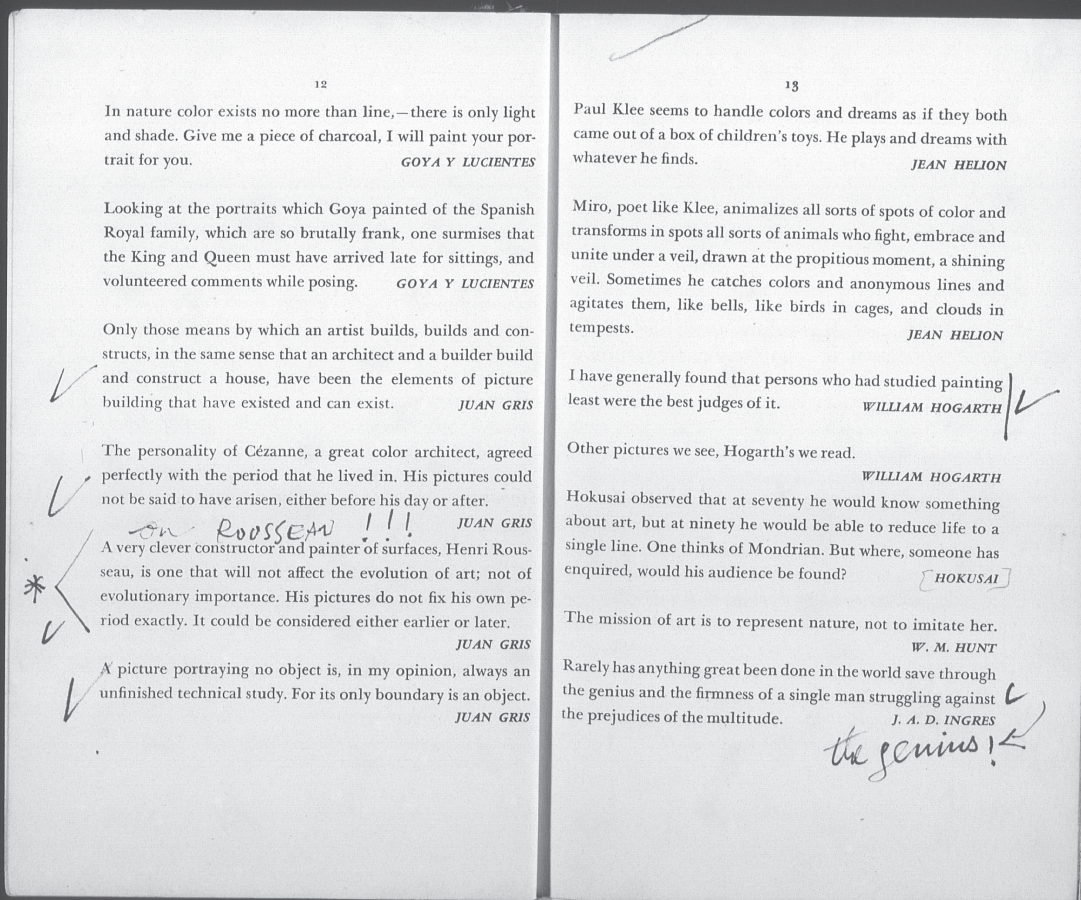 12
In nature color exists no more than line,—there is only light
and shade. Give me a piece of charcoal, I will paint your por-
trait for you. GOYA Y LUCIENTES
Looking at the portraits which Goya painted of the Spanish
Royal family, which are so brutally frank, one surmises that
the King and Queen must have arrived late for sittings, and
volunteered comments while posing. GOYA Y LUCIENTES
Only those means by which an artist builds, builds and con-
structs, in the same sense that an architect and a builder build
and construct a house, have been the elements of picture
building that have existed and can exist. JUAN GRIS
The personality of Cézanne, a great color architect, agreed
perfectly with the period that he lived in. His pictures could
not be said to have arisen, either before his day or after.
JUAN GRIS
on ROUSSEAU !!!
A very clever constructor and painter of surfaces, Henri Rous-
seau, is one that will not affect the evolution of art; not of
evolutionary importance. His pictures do not fix his own pe-
riod exactly. It could be considered either earlier or later.
JUAN GRIS
A picture portraying no object is, in my opinion, always an
unfinished technical study. For its only boundary is an object.
JUAN GRIS
13
Paul Klee seems to handle colors and dreams as if they both
came out of a box of children's toys. He plays and dreams with
whatever he finds. JEAN HELION
Miro, poet like Klee, animalizes all sorts of spots of color and
transforms in spots all sorts of animals who fight, embrace and
unite under a veil, drawn at the propitious moment, a shining
veil. Sometimes he catches colors and anonymous lines and
agitates them, like bells, like birds in cages, and clouds in
tempests. JEAN HELION
I have generally found that persons who had studied painting
least were the best judges of it. WILLIAM HOGARTH
Other pictures we see, Hogarth's we read.
WILLIAM HOGARTH
Hokusai observed that at seventy he would know something
about art, but at ninety he would be able to reduce life to a
single line. One thinks of Mondrian. But where, someone has
enquired, would his audience be found? [HOKUSAI]
The mission of art is to represent nature, not to imitate her.
W. M. HUNT
Rarely has anything great been done in the world save through
the genius and the firmness of a single man struggling against
the prejudices of the multitude. J. A. D. INGRES
the genius!